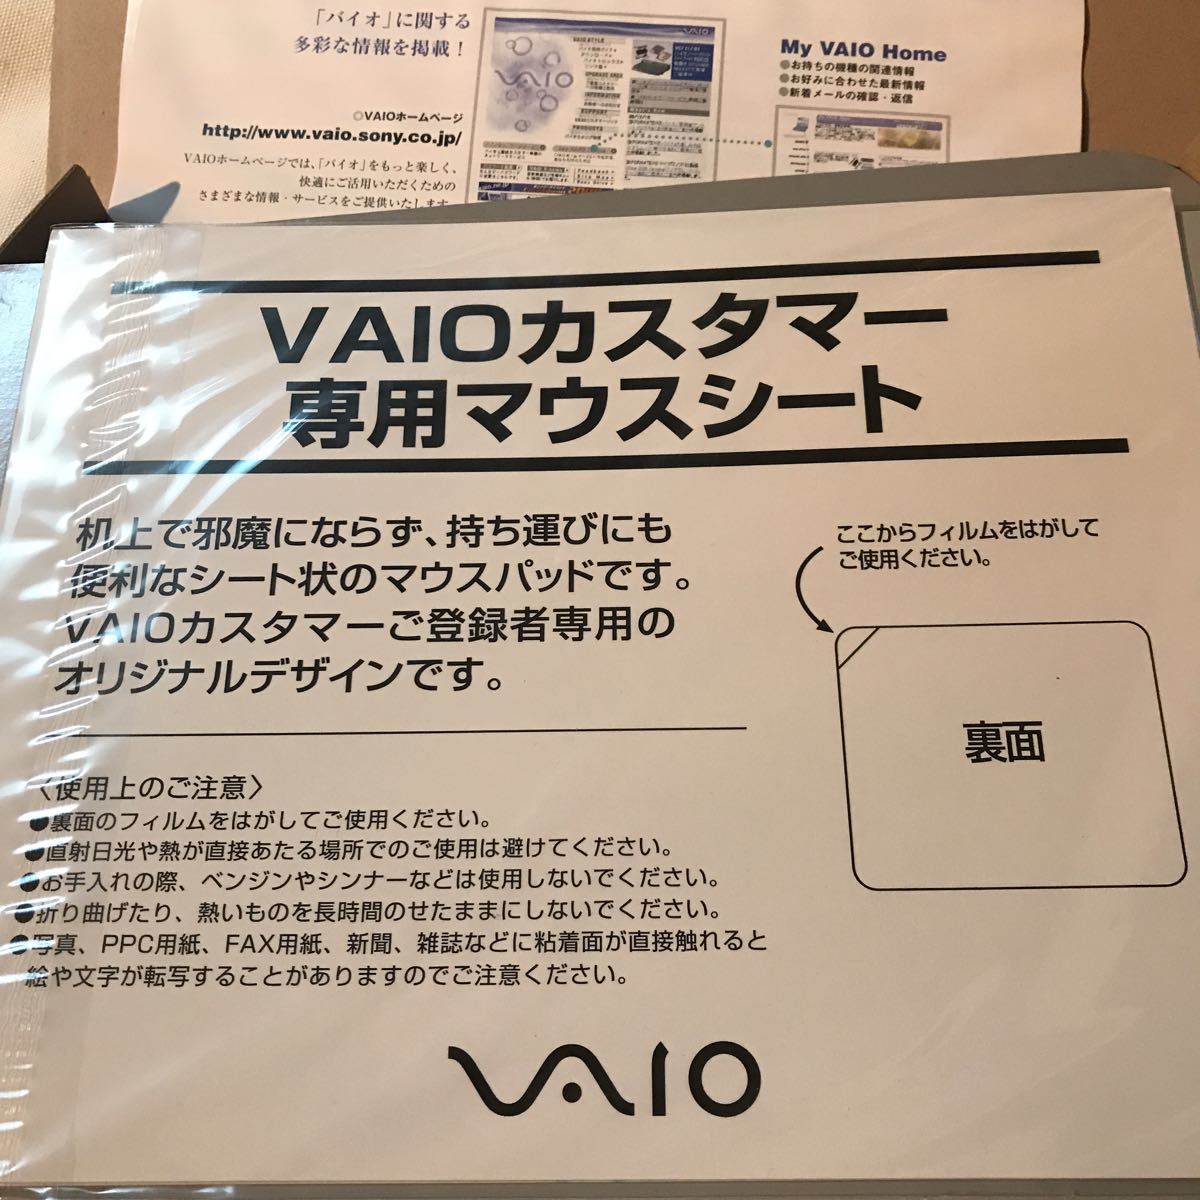 「バイオ」に関する
多彩な情報を掲載！
◎VAIOホームページ
http://www.vaio.sony.co.jp/
VAIOホームページでは、「バイオ」をもっと楽しく、
快適にご活用いただくための
さまざまな情報・サービスをご提供いたします。
VAIO
VAIO STYLE
UPGRADE AREA
INFORMATION
SUPPORT
PRODUCTS
VAIO
My VAIO Home
●お持ちの機種の関連情報
●お好みに合わせた最新情報
●新着メールの確認・返信
VAIOカスタマー
専用マウスシート
机上で邪魔にならず、持ち運びにも
便利なシート状のマウスパッドです。
VAIOカスタマーご登録者専用の
オリジナルデザインです。
ここからフィルムをはがして
ご使用ください。
裏面
〈使用上のご注意〉
●裏面のフィルムをはがしてご使用ください。
●直射日光や熱が直接あたる場所でのご使用は避けてください。
●お手入れの際、ベンジンやシンナーなどは使用しないでください。
●折り曲げたり、熱いものを長時間のせたままにしないでください。
●写真、PPC用紙、FAX用紙、新聞、雑誌などに粘着面が直接触れると
絵や文字が転写することがありますのでご注意ください。
VAIO